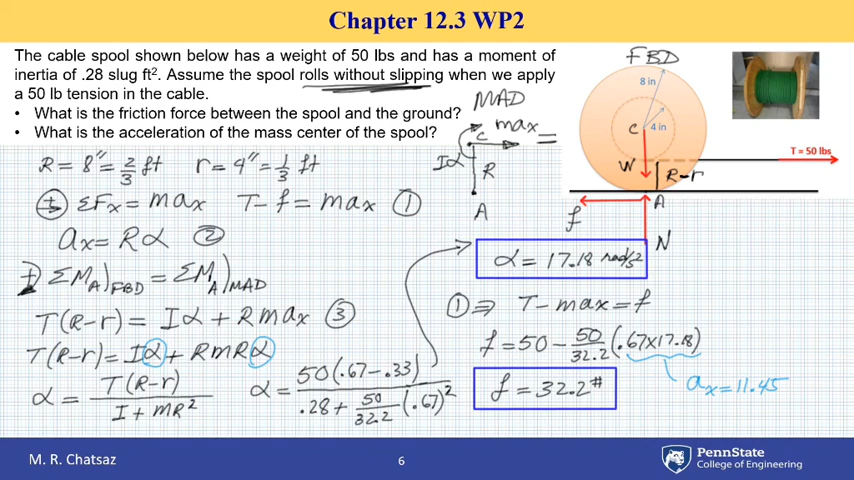 Chapter 12.3 WP2
The cable spool shown below has a weight of 50 lbs and has a moment of
inertia of .28 slug ft². Assume the spool rolls without slipping when we apply
a 50 lb tension in the cable.
• What is the friction force between the spool and the ground?
• What is the acceleration of the mass center of the spool?
FBD
8 in
4 in
C
W
T = 50 lbs
R-r
A
f
N
MAD
C
max
=
Iα
R
A
R = 8" = 2/3 ft r = 4" = 1/3 ft
+→ ΣFx = max T - f = max ①
ax = Rα ②
+ ΣMA)FBD = ΣMA)MAD
T(R-r) = Iα + Rmax ③
T(R-r) = Iα + RmRα
α = T(R-r) / (I + mR²) α = 50(.67-.33) / (.28 + 50/32.2 (.67)²)
α = 17.18 rad/s²
① ⇒ T - max = f
f = 50 - 50/32.2 (.67x17.18)
ax = 11.45
f = 32.2#
M. R. Chatsaz
6
PennState
College of Engineering